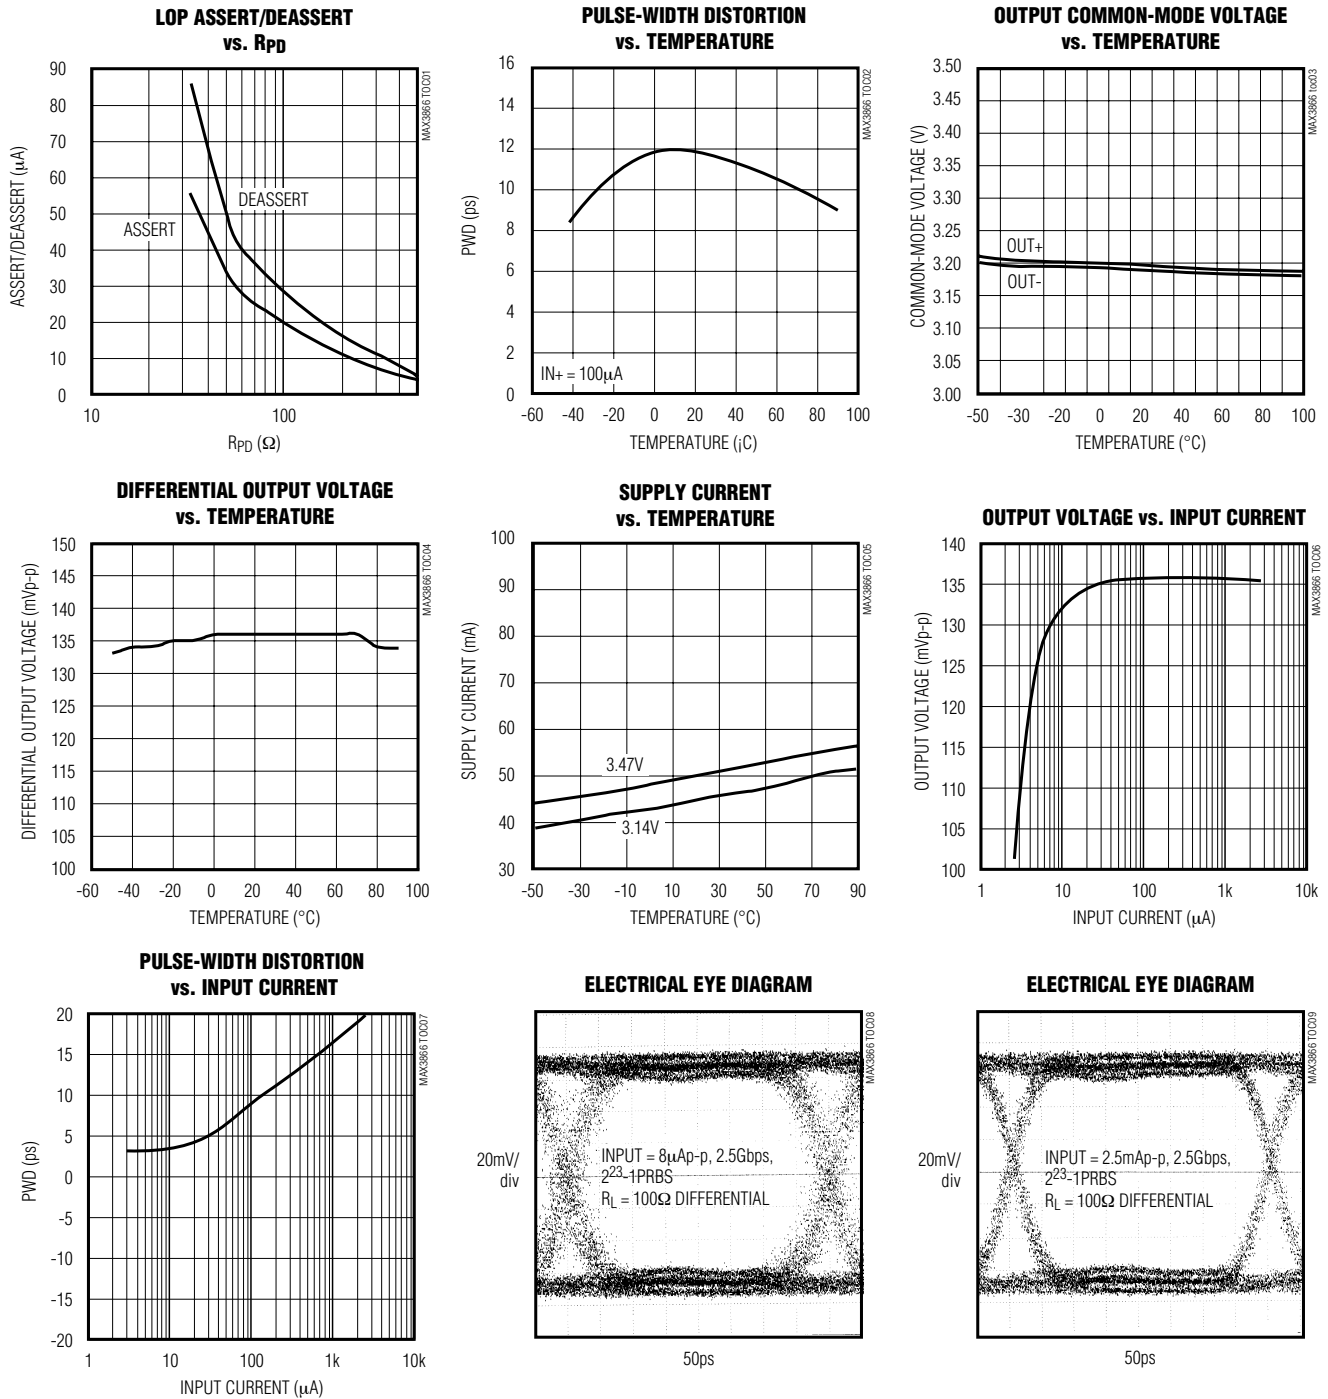 LOP ASSERT/DEASSERT
vs. RPD
90
80
70
60
50
40
30
20
10
0
ASSERT/DEASSERT (μA)
DEASSERT
ASSERT
10
100
RPD (Ω)
MAX3866 TOC01
PULSE-WIDTH DISTORTION
vs. TEMPERATURE
16
14
12
10
8
6
4
2
0
PWD (ps)
IN+ = 100μA
-60 -40 -20 0 20 40 60 80 100
TEMPERATURE (¡C)
MAX3866 TOC02
OUTPUT COMMON-MODE VOLTAGE
vs. TEMPERATURE
3.50
3.45
3.40
3.35
3.30
3.25
3.20
3.15
3.10
3.05
3.00
COMMON-MODE VOLTAGE (V)
OUT+
OUT-
-50 -30 -20 0 20 40 60 80 100
TEMPERATURE (°C)
MAX3866 toc03
DIFFERENTIAL OUTPUT VOLTAGE
vs. TEMPERATURE
150
145
140
135
130
125
120
115
110
105
100
DIFFERENTIAL OUTPUT VOLTAGE (mVp-p)
-60 -40 -20 0 20 40 60 80 100
TEMPERATURE (°C)
MAX3866 TOC04
SUPPLY CURRENT
vs. TEMPERATURE
100
90
80
70
60
50
40
30
SUPPLY CURRENT (mA)
3.47V
3.14V
-50 -30 -10 10 30 50 70 90
TEMPERATURE (°C)
MAX3866 TOC05
OUTPUT VOLTAGE vs. INPUT CURRENT
140
135
130
125
120
115
110
105
100
OUTPUT VOLTAGE (mVp-p)
1 10 100 1k 10k
INPUT CURRENT (μA)
MAX3866 TOC06
PULSE-WIDTH DISTORTION
vs. INPUT CURRENT
20
15
10
5
0
-5
-10
-15
-20
PWD (ps)
1 10 100 1k 10k
INPUT CURRENT (μA)
MAX3866 TOC07
ELECTRICAL EYE DIAGRAM
20mV/
div
INPUT = 8μAp-p, 2.5Gbps,
2²³-1PRBS
RL = 100Ω DIFFERENTIAL
50ps
MAX3866 TOC08
ELECTRICAL EYE DIAGRAM
20mV/
div
INPUT = 2.5mAp-p, 2.5Gbps,
2²³-1PRBS
RL = 100Ω DIFFERENTIAL
50ps
MAX3866 TOC09